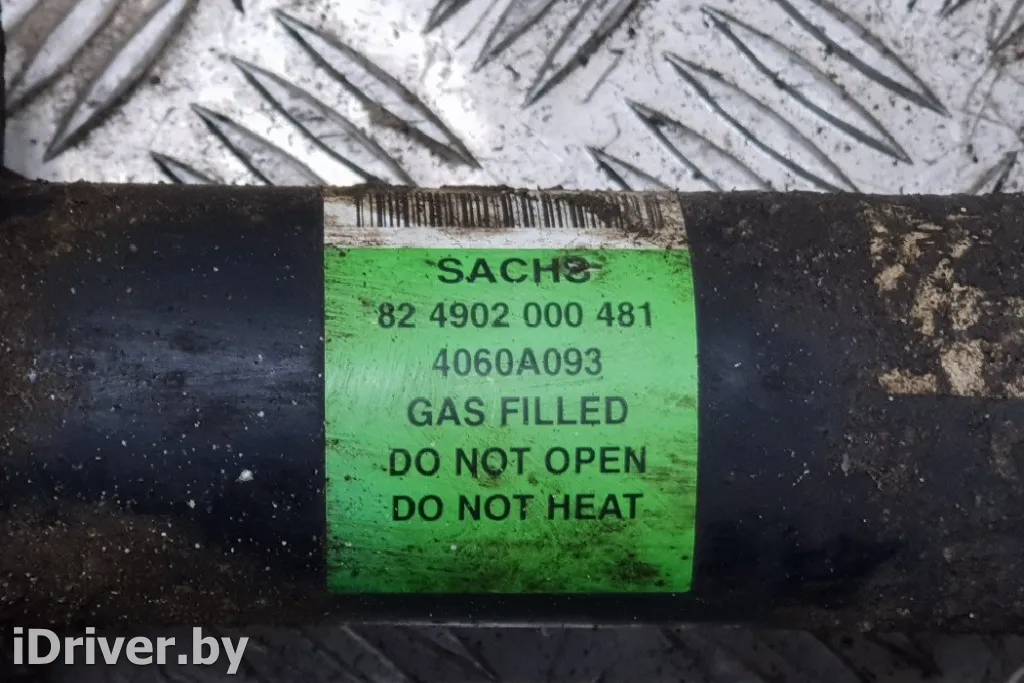 SACHS
82 4902 000 481
4060A093
GAS FILLED
DO NOT OPEN
DO NOT HEAT
iDriver.by